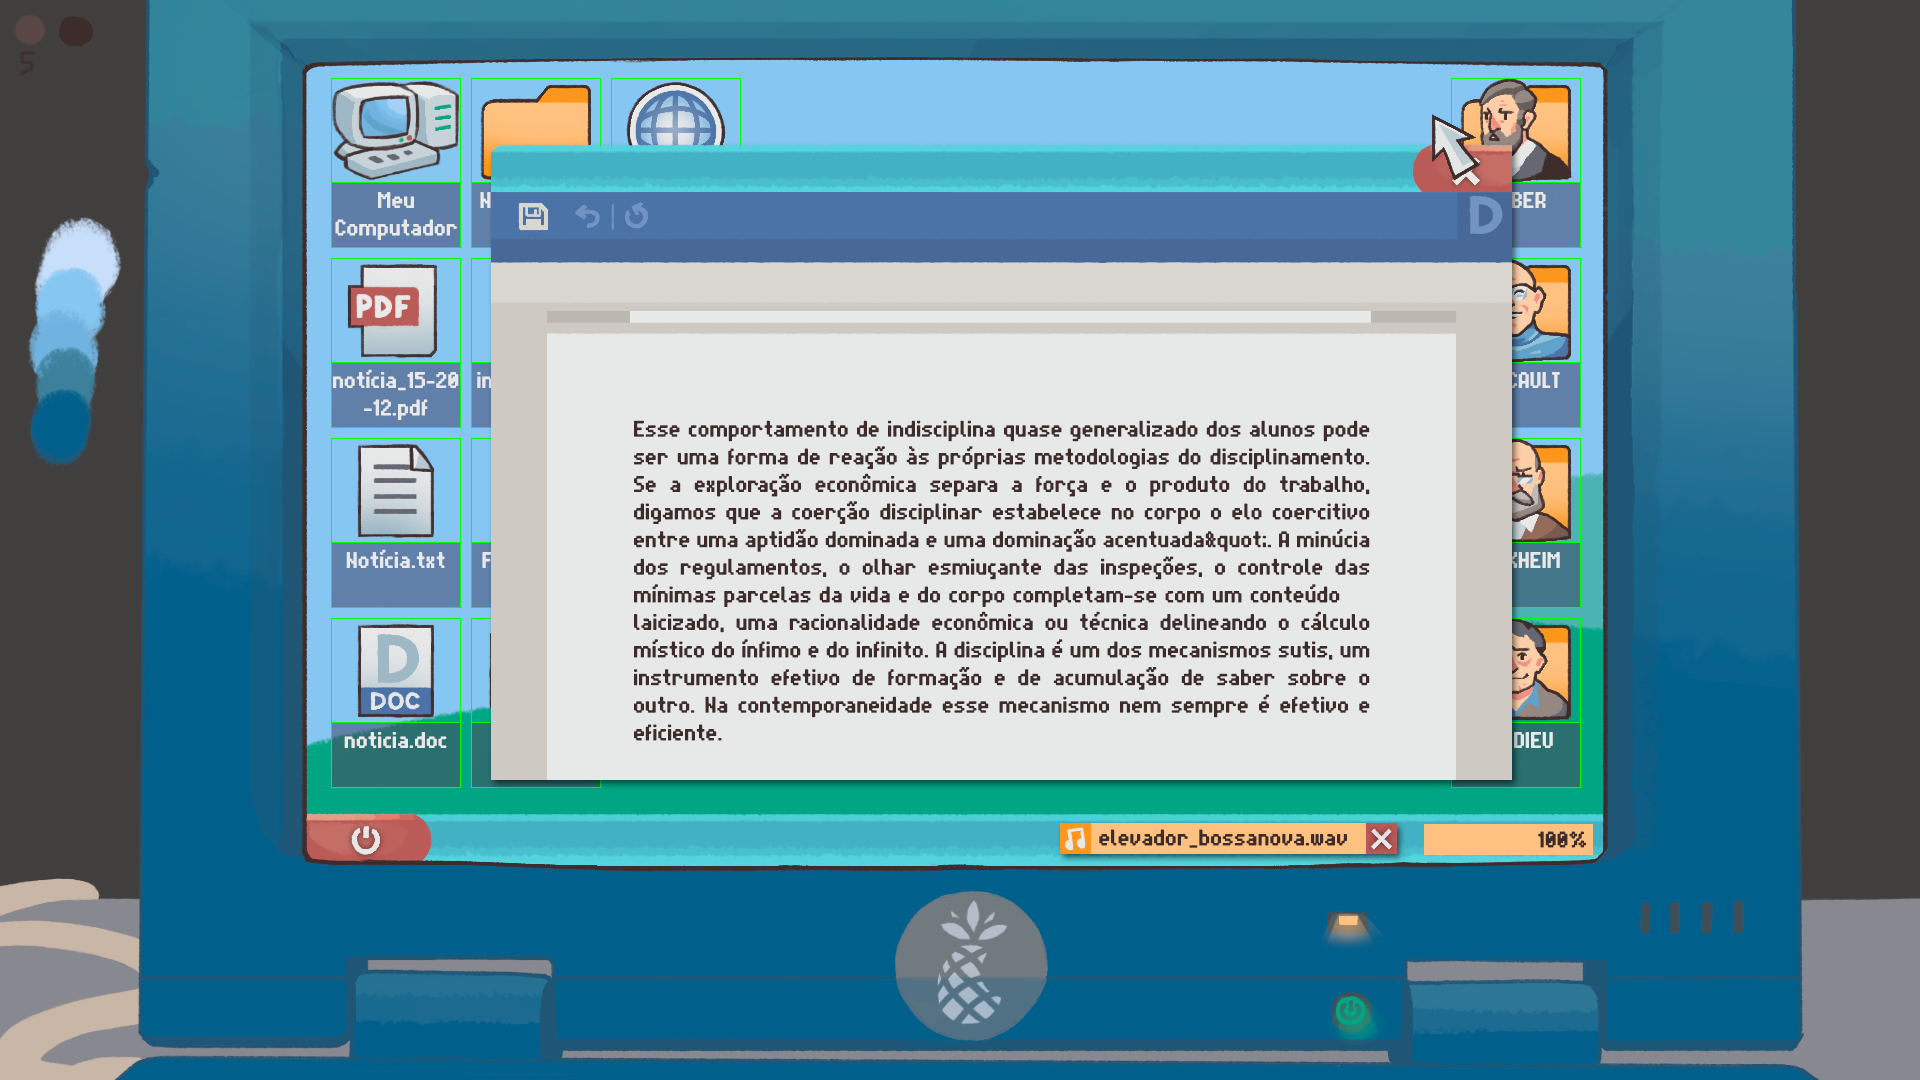 5
Meu
Computador
N
BER
D
PDF
notícia_15-20
-12.pdf
in
CAULT
Notícia.txt
F
KHEIM
D
DOC
noticia.doc
DIEU
Esse comportamento de indisciplina quase generalizado dos alunos pode
ser uma forma de reação às próprias metodologias do disciplinamento.
Se a exploração econômica separa a força e o produto do trabalho,
digamos que a coerção disciplinar estabelece no corpo o elo coercitivo
entre uma aptidão dominada e uma dominação acentuada&quot;. A minúcia
dos regulamentos, o olhar esmiuçante das inspeções, o controle das
mínimas parcelas da vida e do corpo completam-se com um conteúdo
laicizado, uma racionalidade econômica ou técnica delineando o cálculo
místico do ínfimo e do infinito. A disciplina é um dos mecanismos sutis, um
instrumento efetivo de formação e de acumulação de saber sobre o
outro. Na contemporaneidade esse mecanismo nem sempre é efetivo e
eficiente.
elevador_bossanova.wav
100%